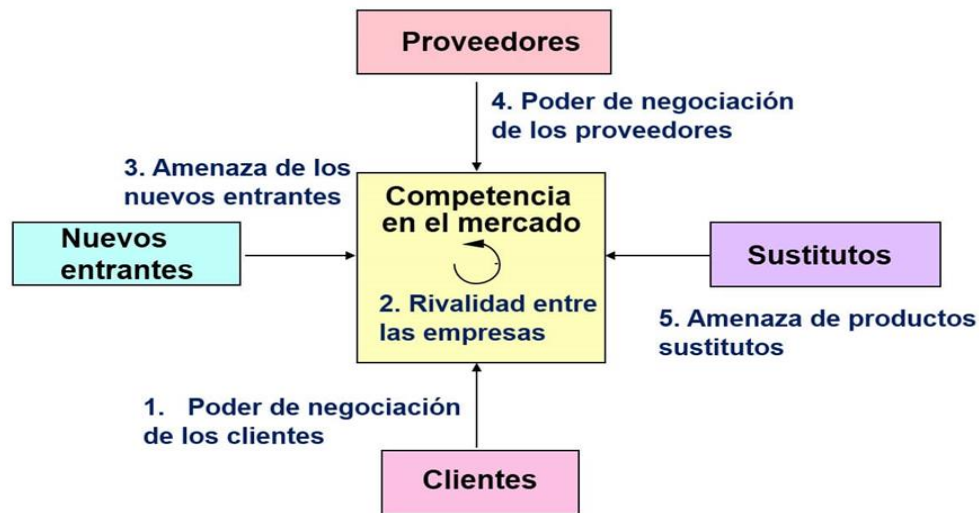 Proveedores
4. Poder de negociación
de los proveedores
3. Amenaza de los
nuevos entrantes
Competencia
en el mercado
Nuevos
entrantes
Sustitutos
2. Rivalidad entre
las empresas
5. Amenaza de productos
sustitutos
1. Poder de negociación
de los clientes
Clientes